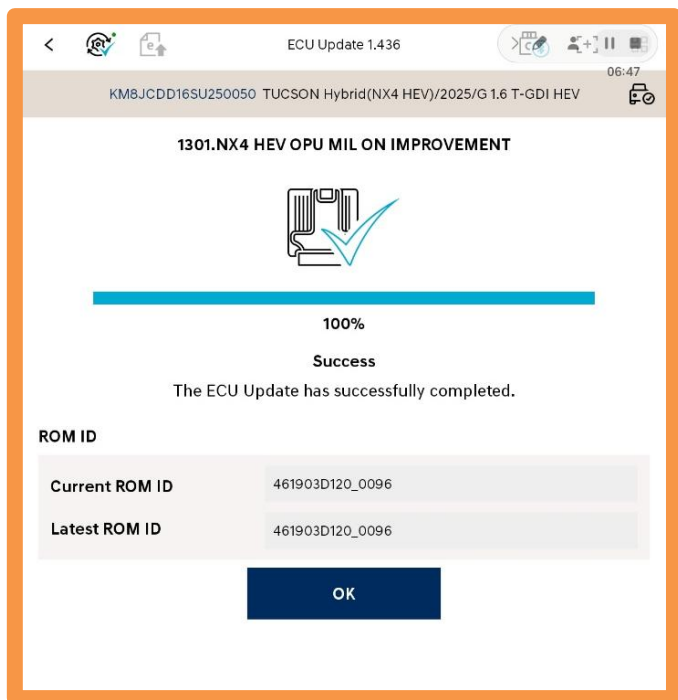 ECU Update 1.436
06:47
KM8JCDD16SU250050 TUCSON Hybrid(NX4 HEV)/2025/G 1.6 T-GDI HEV
1301.NX4 HEV OPU MIL ON IMPROVEMENT
100%
Success
The ECU Update has successfully completed.
ROM ID
Current ROM ID 461903D120_0096
Latest ROM ID 461903D120_0096
OK